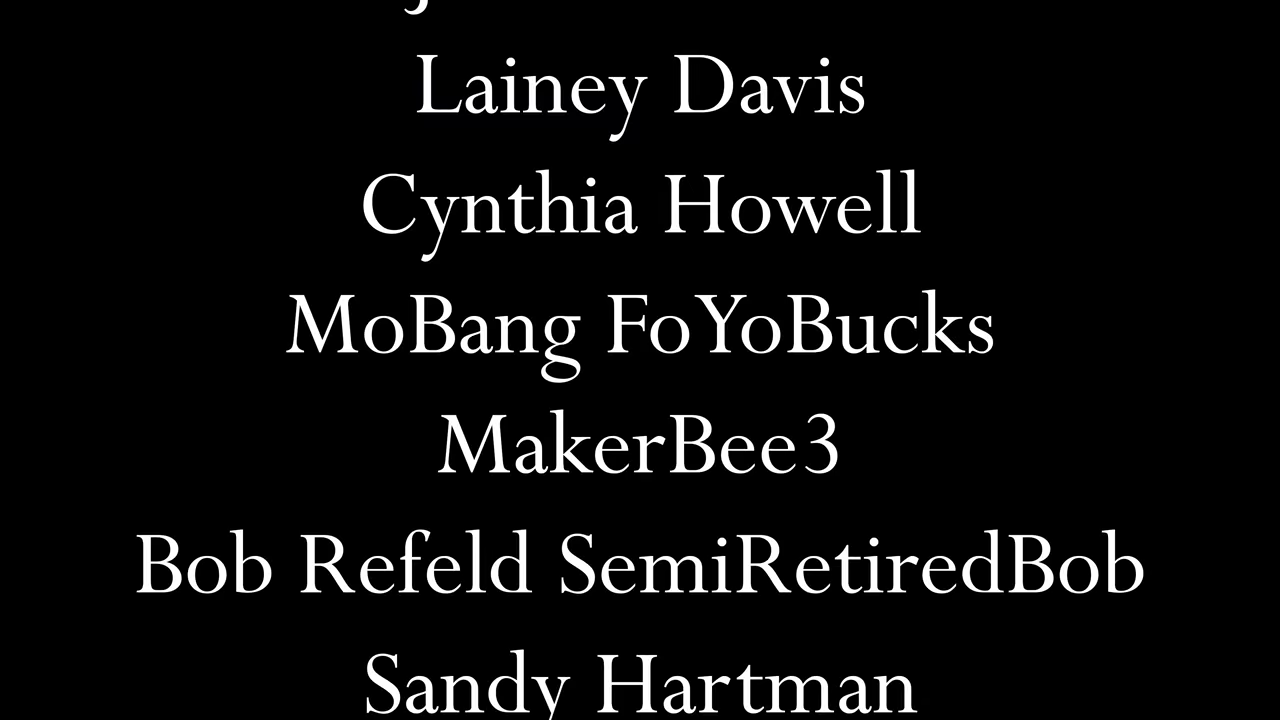 Lainey Davis
Cynthia Howell
MoBang FoYoBucks
MakerBee3
Bob Refeld SemiRetiredBob
Sandy Hartman